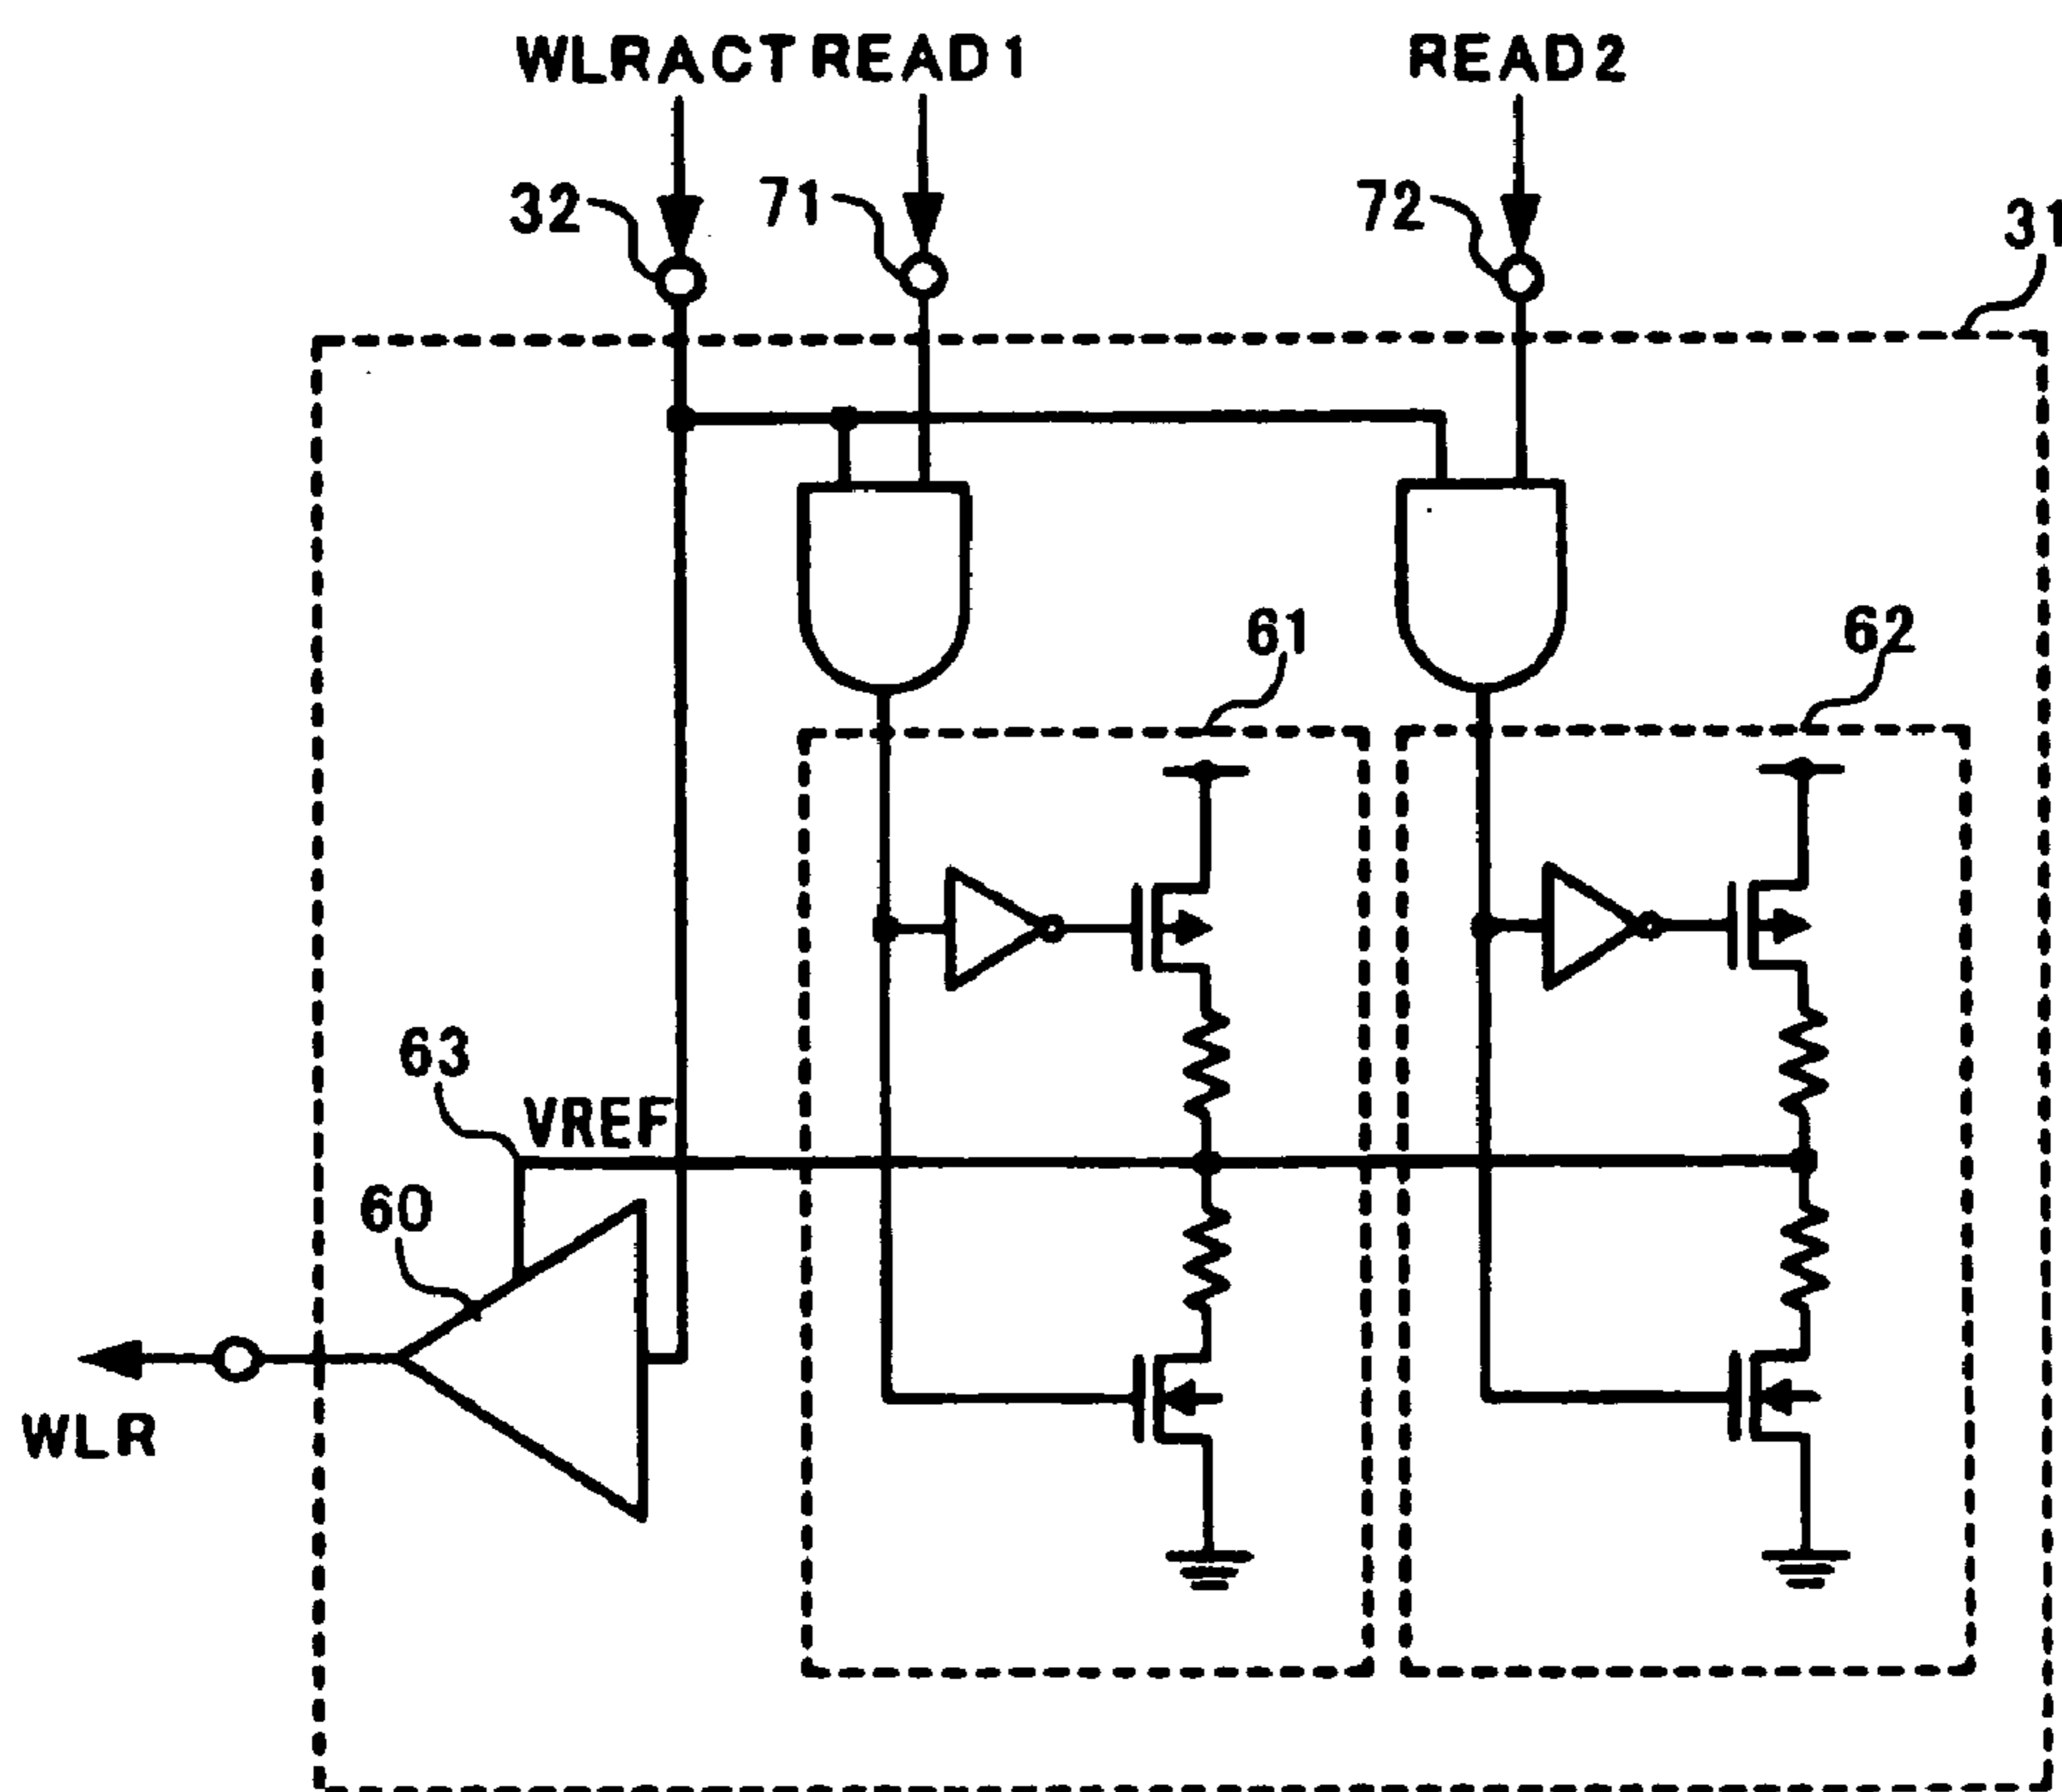 WLRACT READ1 READ2
32 71 72 31
61 62
63 VREF
60
WLR